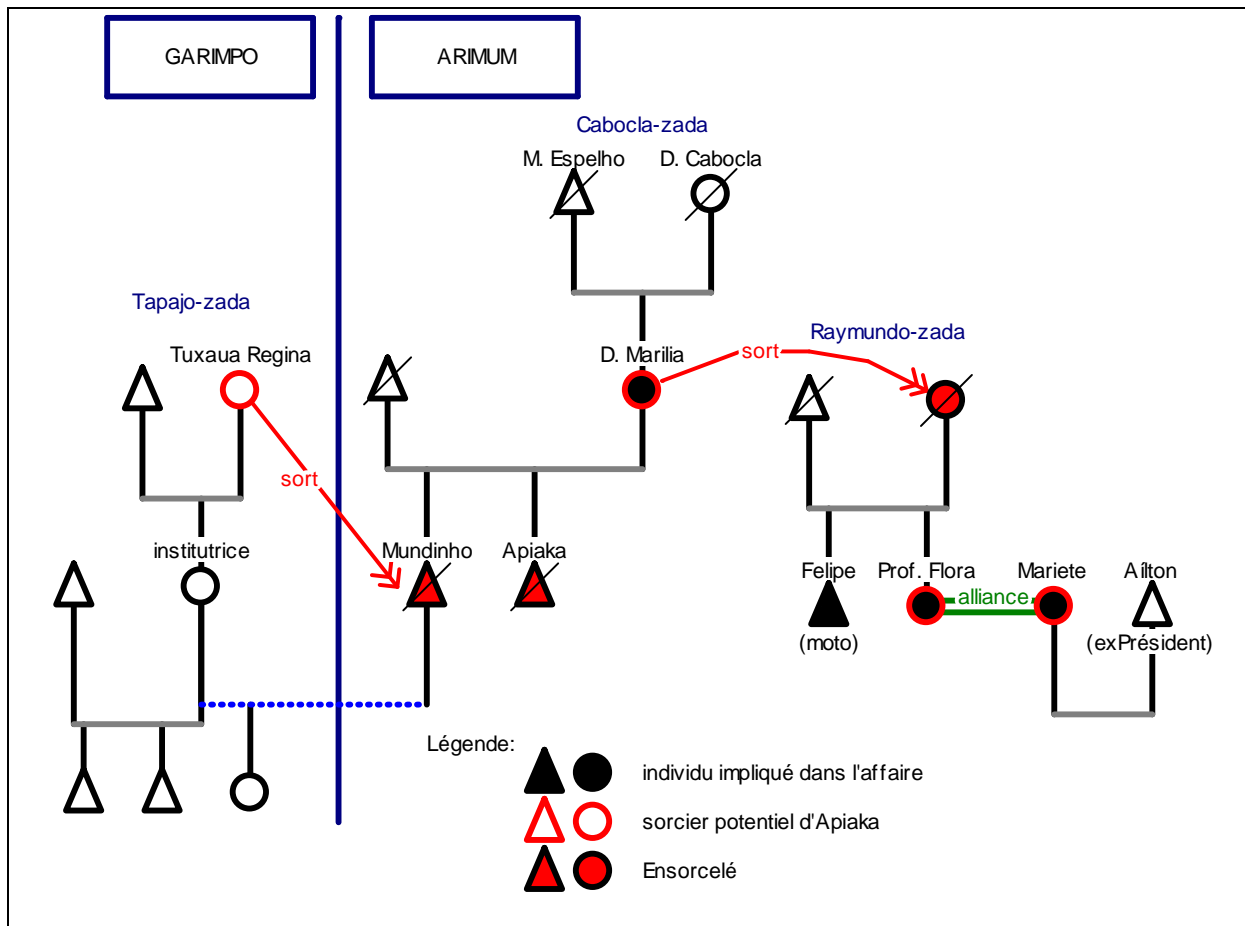 GARIMPO
ARIMUM
Cabocla-zada
M. Espelho D. Cabocla
Tapajo-zada
Raymundo-zada
Tuxaua Regina
D. Marilia
sort
sort
institutrice
Mundinho
Apiaka
Felipe
Prof. Flora
Mariete
Aílton
alliance
(moto)
(exPrésident)
Légende:
individu impliqué dans l'affaire
sorcier potentiel d'Apiaka
Ensorcelé